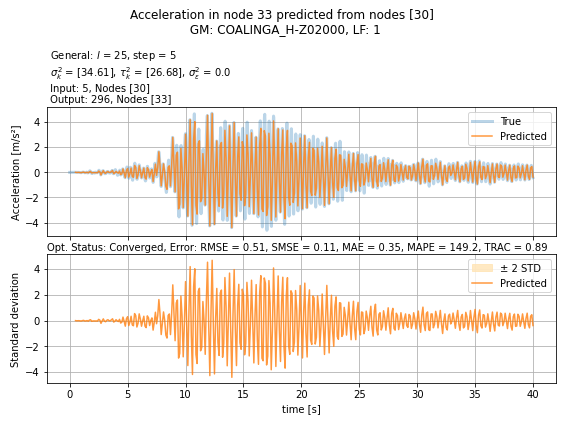 Acceleration in node 33 predicted from nodes [30]
GM: COALINGA_H-Z02000, LF: 1
General: l = 25, step = 5
σ²ₖ = [34.61], τ²ₖ = [26.68], σ²ₑ = 0.0
Input: 5, Nodes [30]
Output: 296, Nodes [33]
Acceleration [m/s²]
4
2
0
−2
−4
True
Predicted
Opt. Status: Converged, Error: RMSE = 0.51, SMSE = 0.11, MAE = 0.35, MAPE = 149.2, TRAC = 0.89
Standard deviation
4
2
0
−2
−4
± 2 STD
Predicted
0 5 10 15 20 25 30 35 40
time [s]